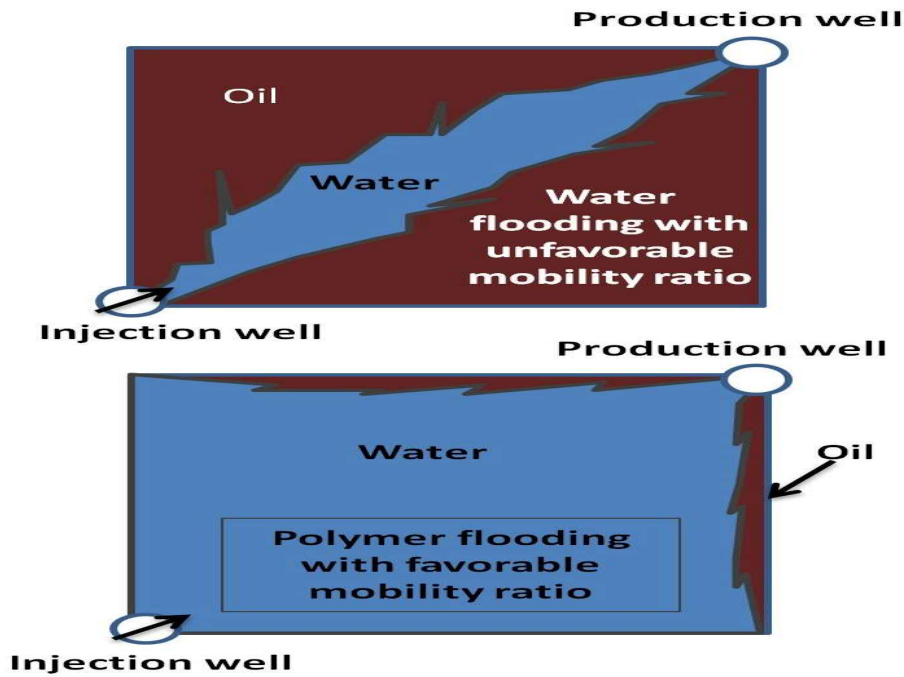 Production well
Oil
Water
Water
flooding with
unfavorable
mobility ratio
Injection well
Production well
Water
Oil
Polymer flooding
with favorable
mobility ratio
Injection well